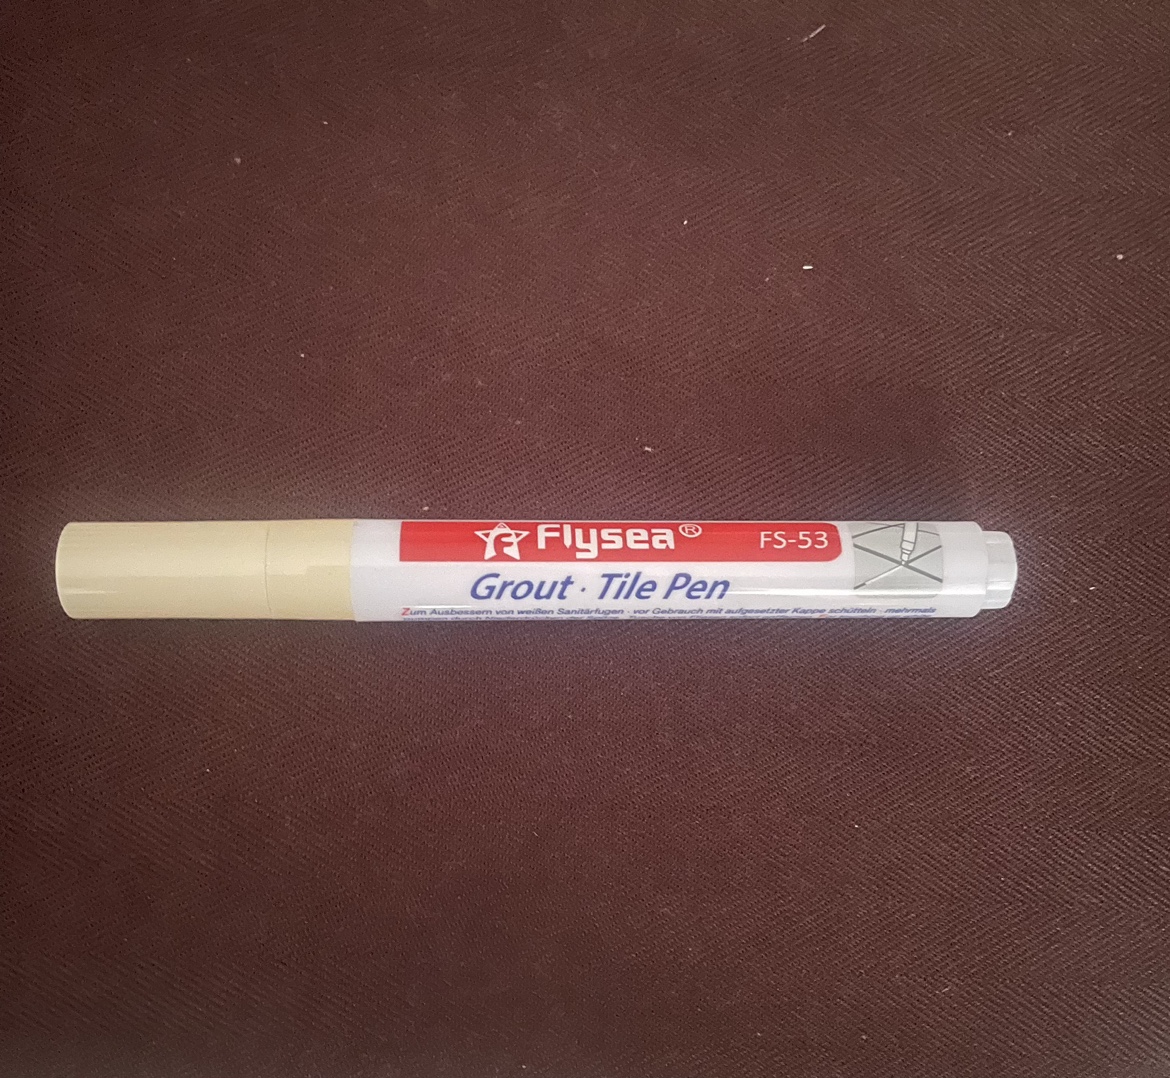 Flysea®
FS-53
Grout · Tile Pen
Zum Ausbessern von weißen Sanitärfugen - vor Gebrauch mit aufgesetzter Kappe schütteln - mehrmals